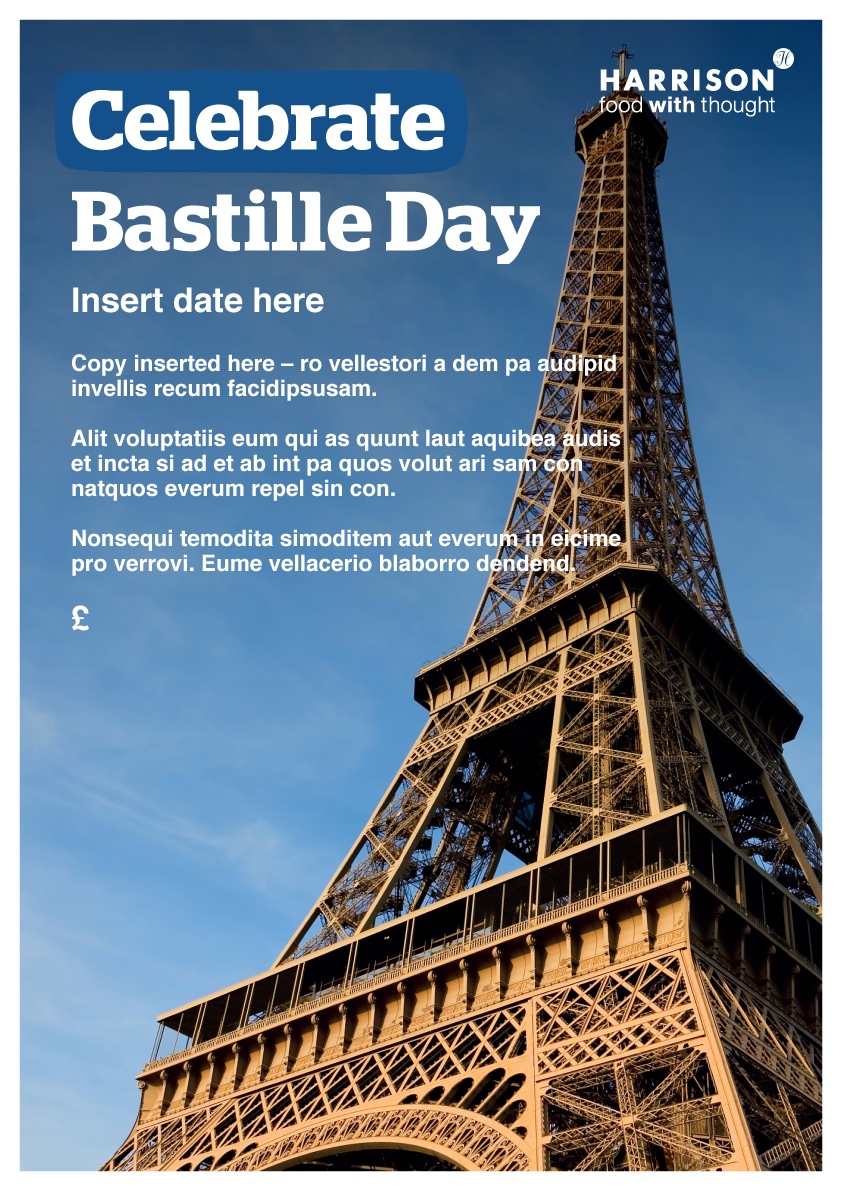 Celebrate
Bastille Day
HARRISON
food with thought
Insert date here
Copy inserted here – ro vellestori a dem pa audipid
invellis recum facidipsusam.
Alit voluptatiis eum qui as quunt laut aquibea audis
et incta si ad et ab int pa quos volut ari sam con
natquos everum repel sin con.
Nonsequi temodita simoditem aut everum in eicime
pro verrovi. Eume vellacerio blaborro dendend.
£